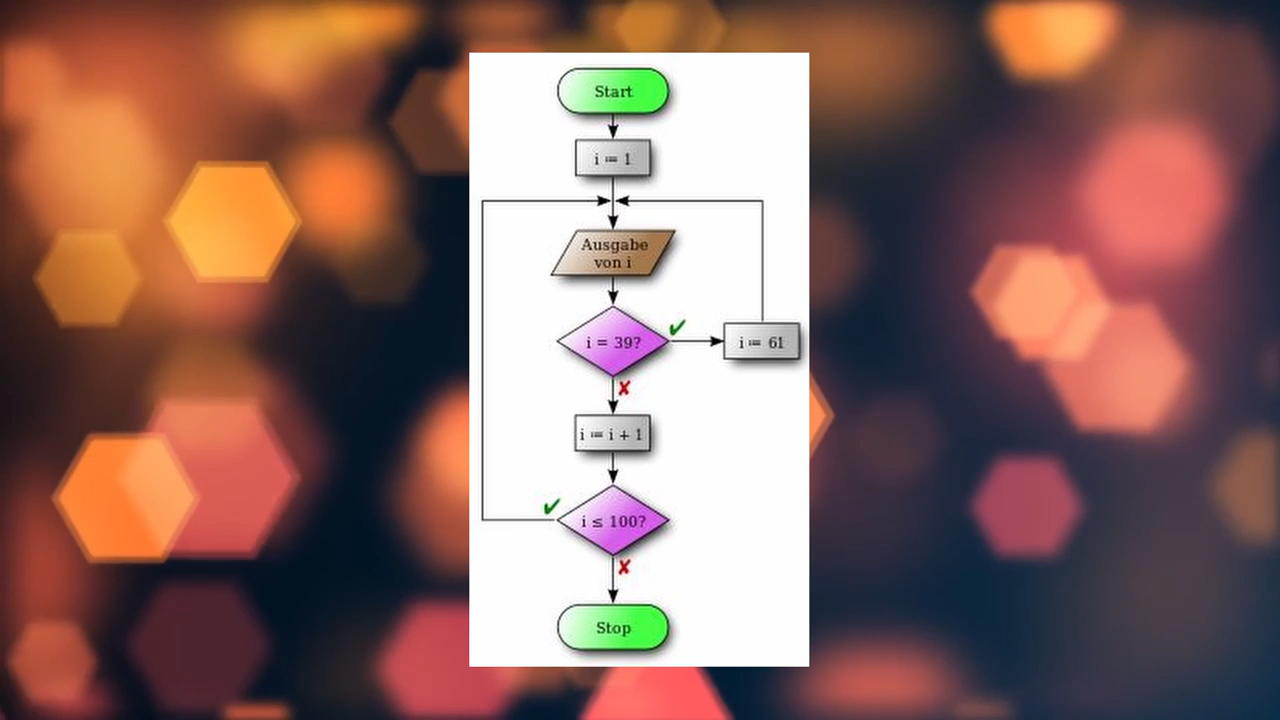 Start
i ≔ 1
Ausgabe
von i
i = 39?
i ≔ 61
i ≔ i + 1
i ≤ 100?
Stop